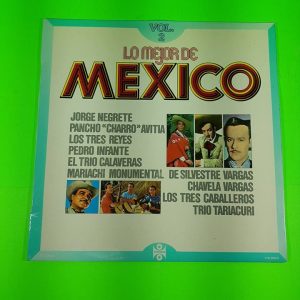 VOL. 2
LO MEJOR DE
MEXICO
JORGE NEGRETE
PANCHO "CHARRO" AVITIA
LOS TRES REYES
PEDRO INFANTE
EL TRIO CALAVERAS
MARIACHI MONUMENTAL DE SILVESTRE VARGAS
CHAVELA VARGAS
LOS TRES CABALLEROS
TRIO TARIACURI